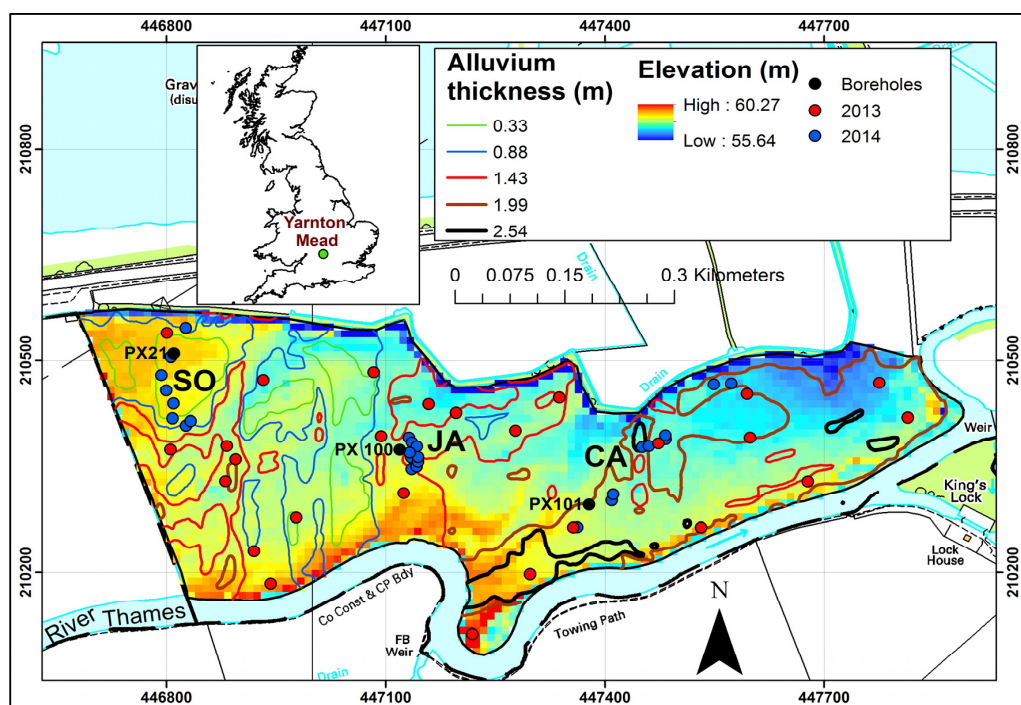 446800
447100
447400
447700
210800
210500
210200
Grav
(disu
Yarnton
Mead
Alluvium
thickness (m)
0.33
0.88
1.43
1.99
2.54
Elevation (m)
High : 60.27
Low : 55.64
Boreholes
2013
2014
Drain
0 0.075 0.15 0.3 Kilometers
Drain
PX21
SO
PX 100
JA
CA
PX101
Weir
King's
Lock
Lock
House
River Thames
Co Const & CP Bdy
FB
Weir
Towing Path
Drain
N
210800
210500
210200
446800
447100
447400
447700